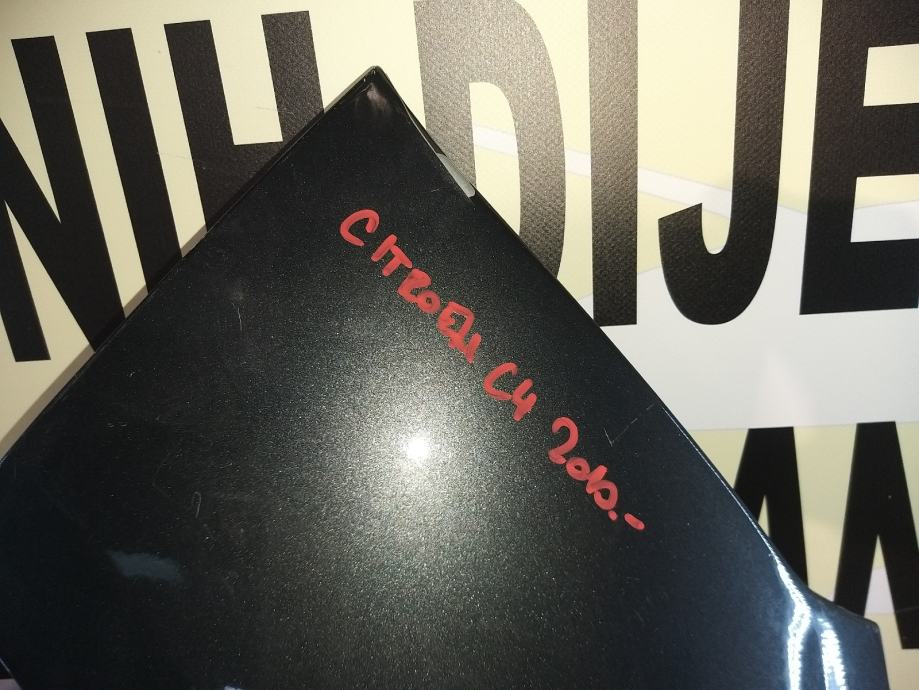 NIH DIJE
CITROEN C4 2010.-